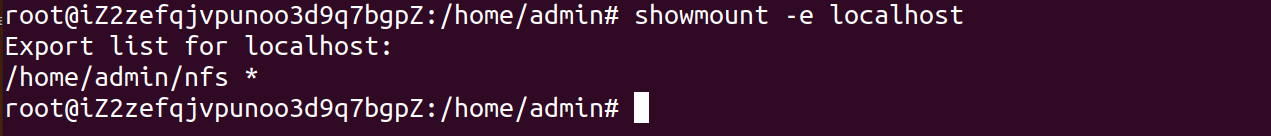 root@iZ2zefqjvpunoo3d9q7bgpZ:/home/admin# showmount -e localhost
Export list for localhost:
/home/admin/nfs *
root@iZ2zefqjvpunoo3d9q7bgpZ:/home/admin#